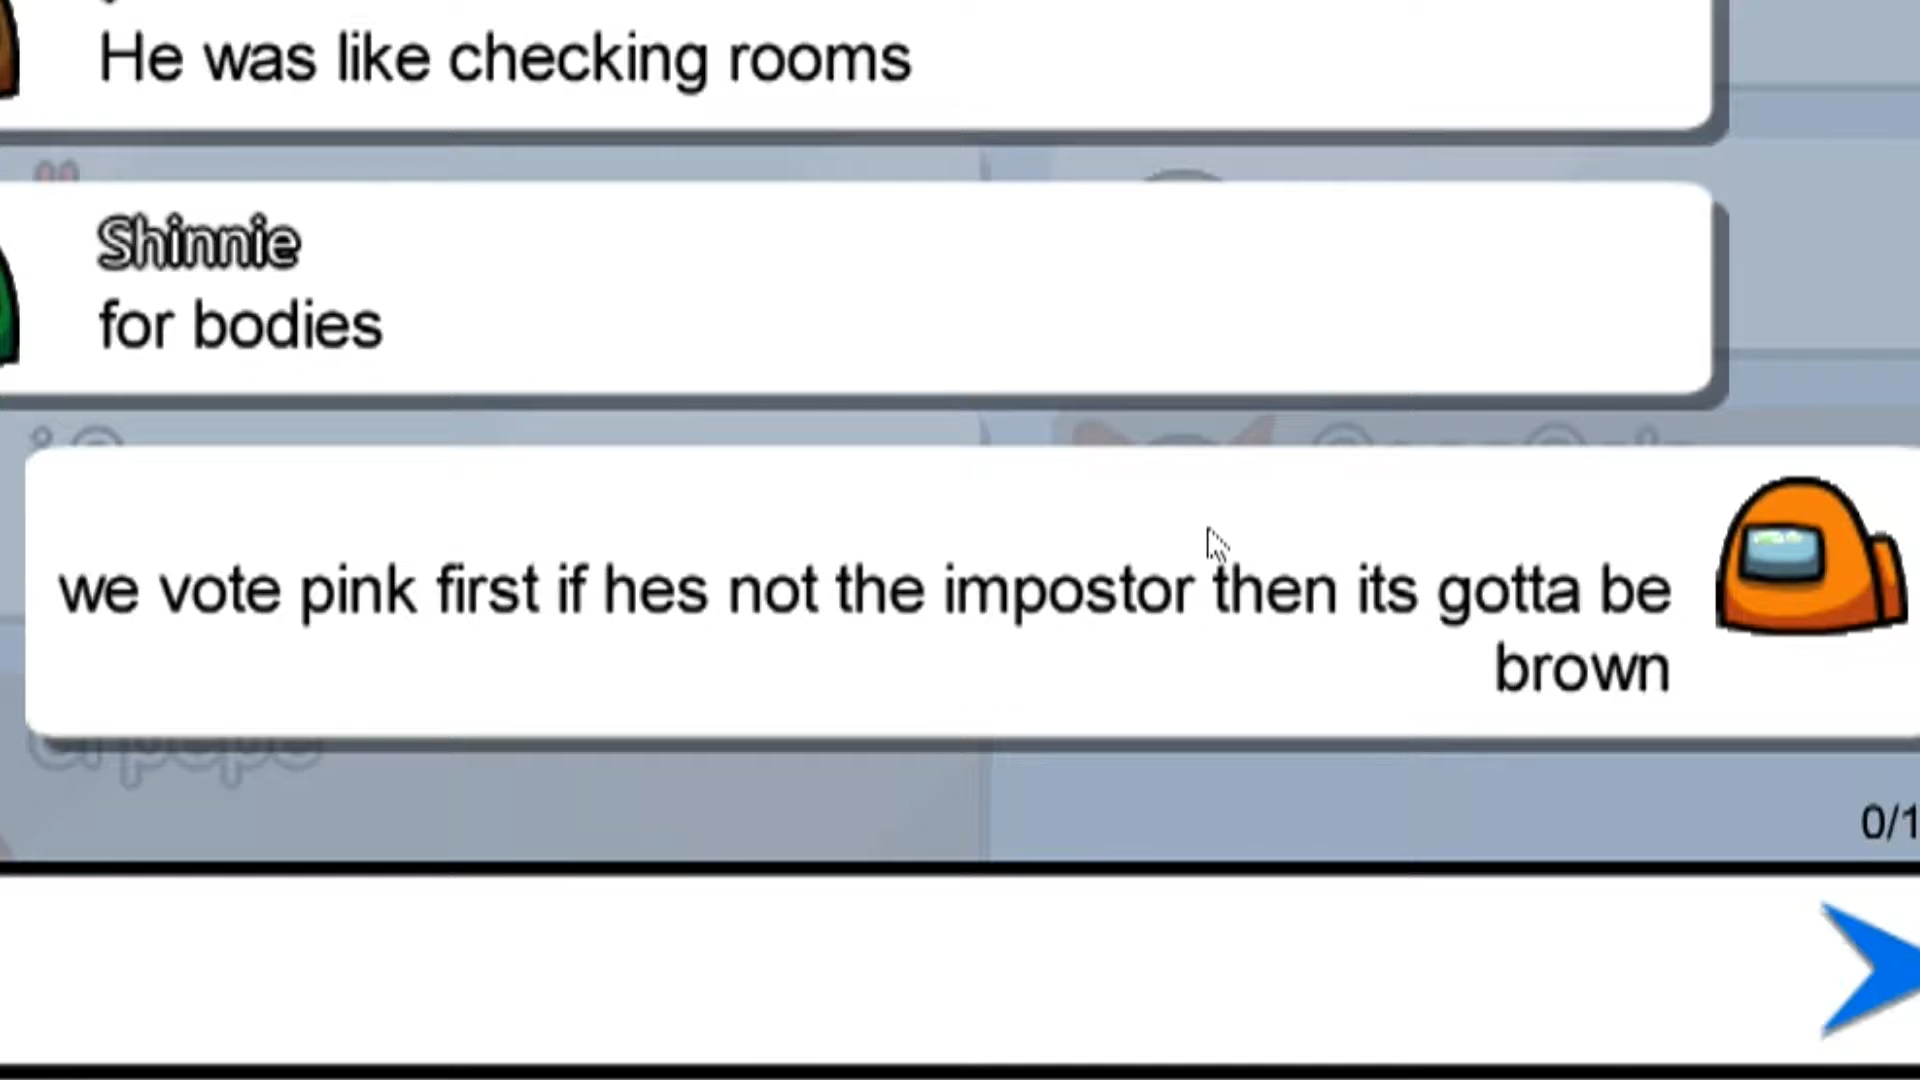 He was like checking rooms
Shinnie
for bodies
we vote pink first if hes not the impostor then its gotta be
brown
0/1